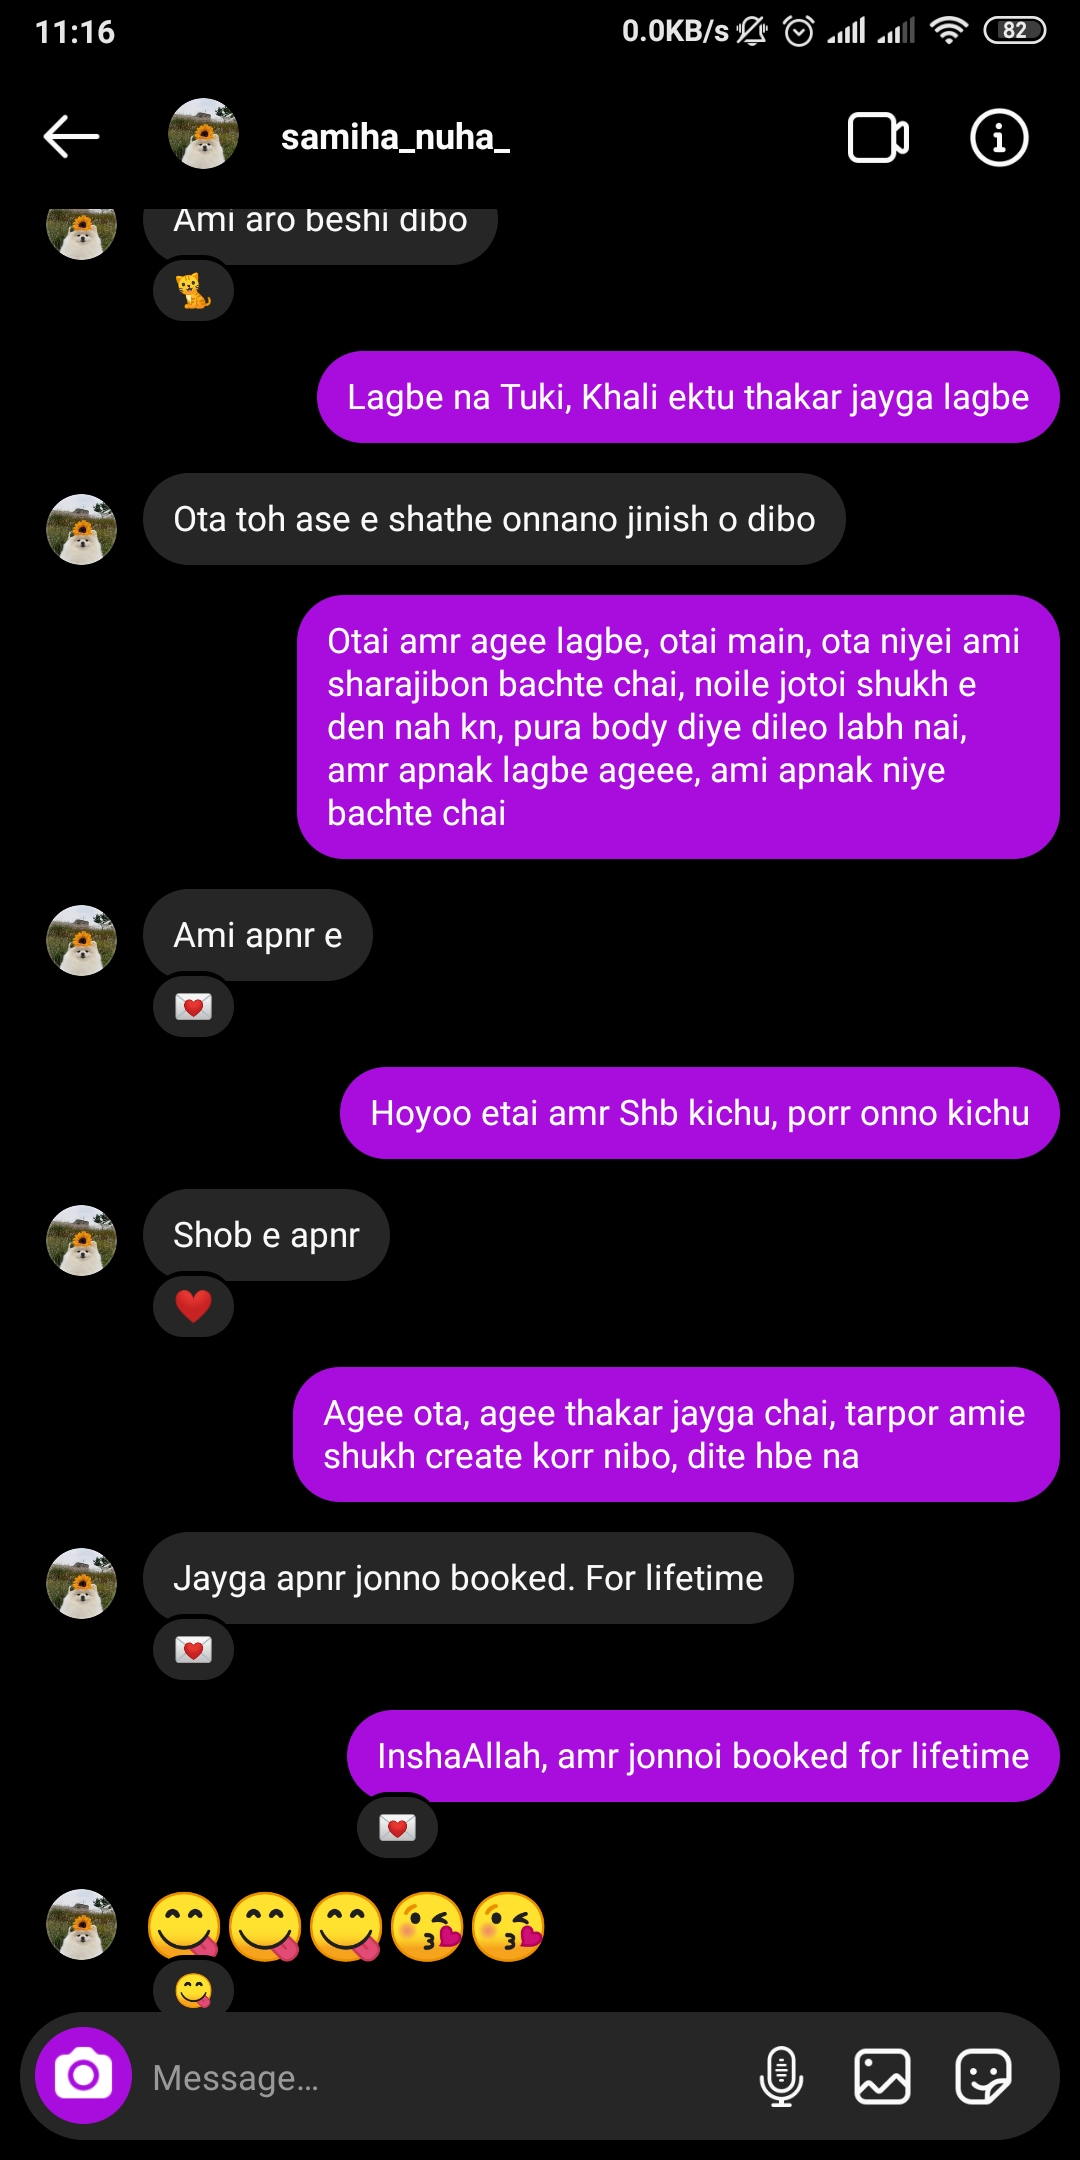 11:16
0.0KB/s
82
samiha_nuha_
Ami aro beshi dibo
Lagbe na Tuki, Khali ektu thakar jayga lagbe
Ota toh ase e shathe onnano jinish o dibo
Otai amr agee lagbe, otai main, ota niyei ami
sharajibon bachte chai, noile jotoi shukh e
den nah kn, pura body diye dileo labh nai,
amr apnak lagbe ageee, ami apnak niye
bachte chai
Ami apnr e
Hoyoo etai amr Shb kichu, porr onno kichu
Shob e apnr
Agee ota, agee thakar jayga chai, tarpor amie
shukh create korr nibo, dite hbe na
Jayga apnr jonno booked. For lifetime
InshaAllah, amr jonnoi booked for lifetime
Message...